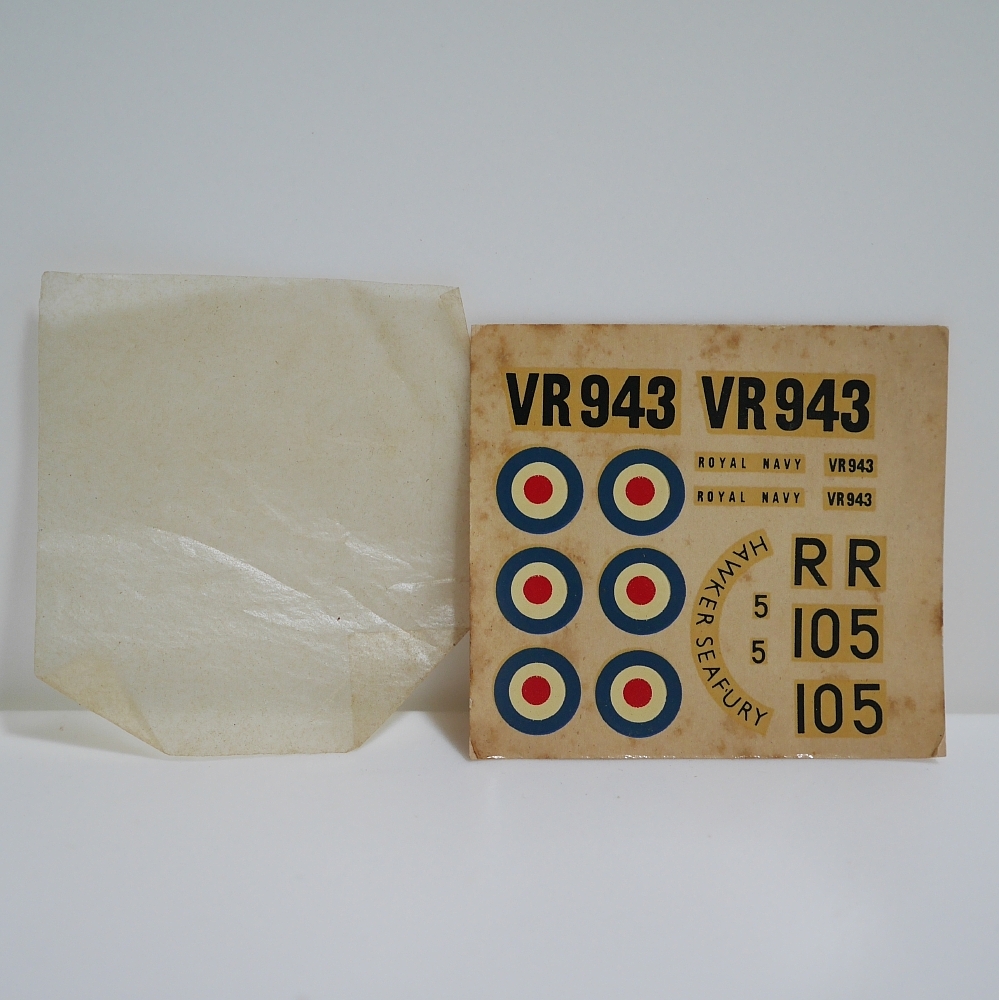 VR943 VR943
ROYAL NAVY VR943
ROYAL NAVY VR943
HAWKER SEAFURY
R R
5
105
5
105